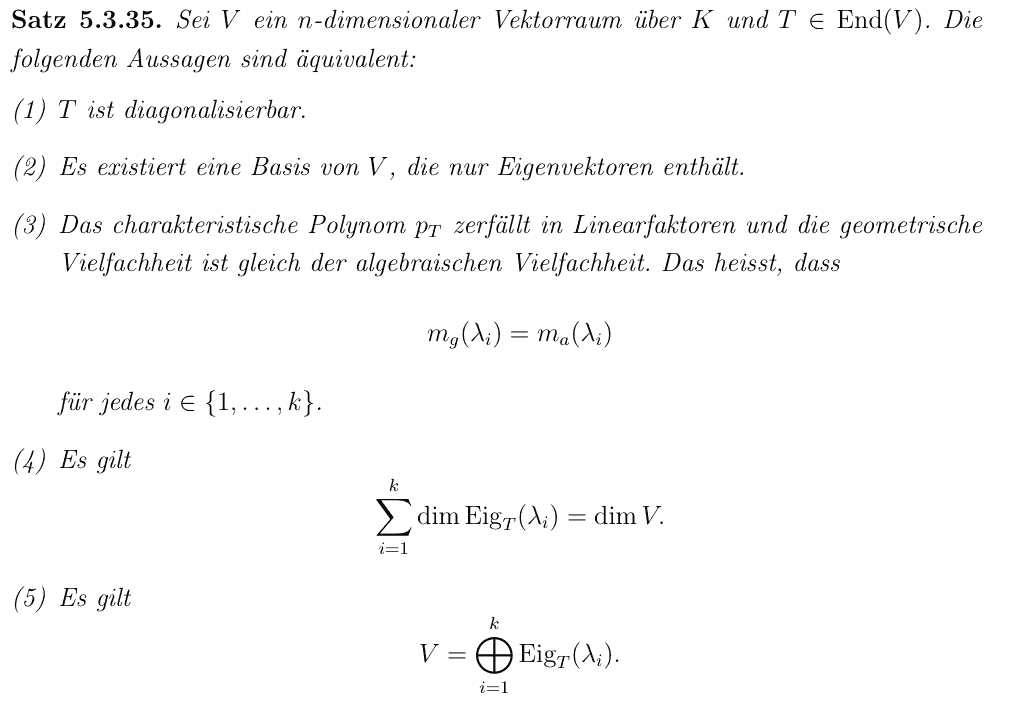 Satz 5.3.35. Sei V ein n-dimensionaler Vektorraum über K und T ∈ End(V). Die
folgenden Aussagen sind äquivalent:
(1) T ist diagonalisierbar.
(2) Es existiert eine Basis von V, die nur Eigenvektoren enthält.
(3) Das charakteristische Polynom p_T zerfällt in Linearfaktoren und die geometrische
Vielfachheit ist gleich der algebraischen Vielfachheit. Das heisst, dass
m_g(λ_i) = m_a(λ_i)
für jedes i ∈ {1, . . . , k}.
(4) Es gilt
∑_{i=1}^{k} dim Eig_T(λ_i) = dim V.
(5) Es gilt
V = ⨁_{i=1}^{k} Eig_T(λ_i).